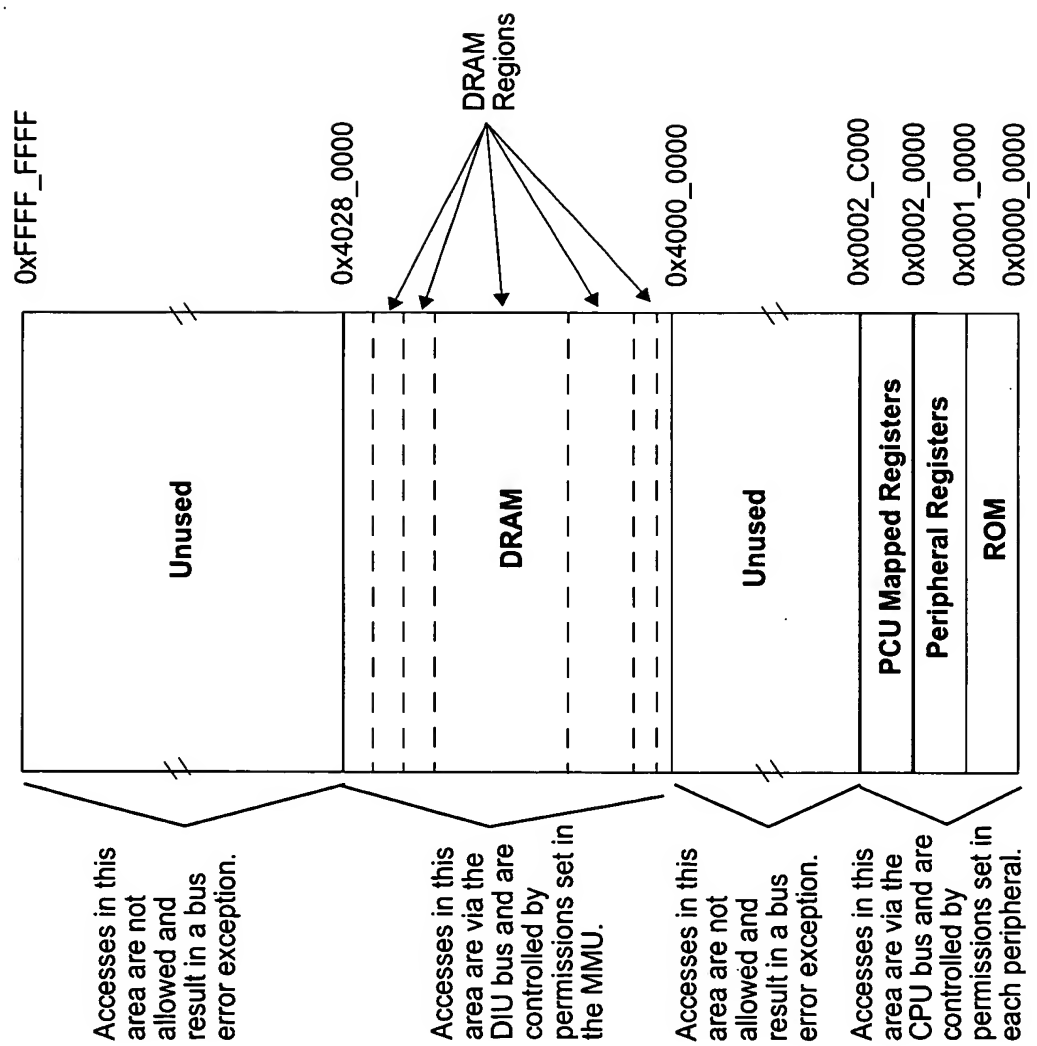 0xFFFF_FFFF
Accesses in this
area are not
allowed and
result in a bus
error exception.
Unused
0x4028_0000
Accesses in this
area are via the
DIU bus and are
controlled by
permissions set in
the MMU.
DRAM
DRAM
Regions
0x4000_0000
Accesses in this
area are not
allowed and
result in a bus
error exception.
Unused
0x0002_C000
Accesses in this
area are via the
CPU bus and are
controlled by
permissions set in
each peripheral.
PCU Mapped Registers
0x0002_0000
Peripheral Registers
0x0001_0000
ROM
0x0000_0000